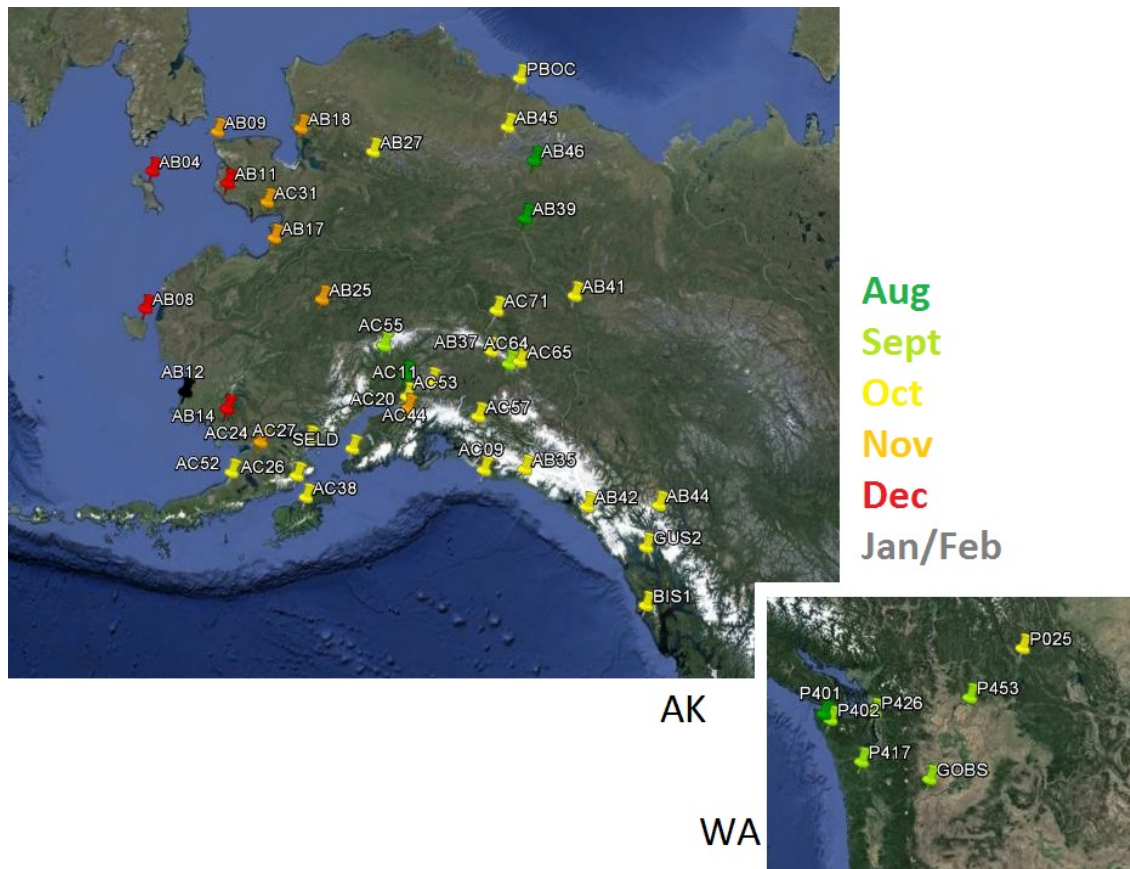 PBOC
AB09
AB18
AB45
AB27
AB46
AB04
AB11
AC31
AB39
AB17
AB25
AB41
AB08
AC71
AC55
AB37
AC64
AC65
AB12
AC11
AC53
AB14
AC20
AC44
AC57
AC24
AC27
SELD
AC52
AC26
AC09
AB35
AC38
AB42
AB44
GUS2
BIS1
Aug
Sept
Oct
Nov
Dec
Jan/Feb
AK
P025
P453
P401
P426
P402
P417
GOBS
WA